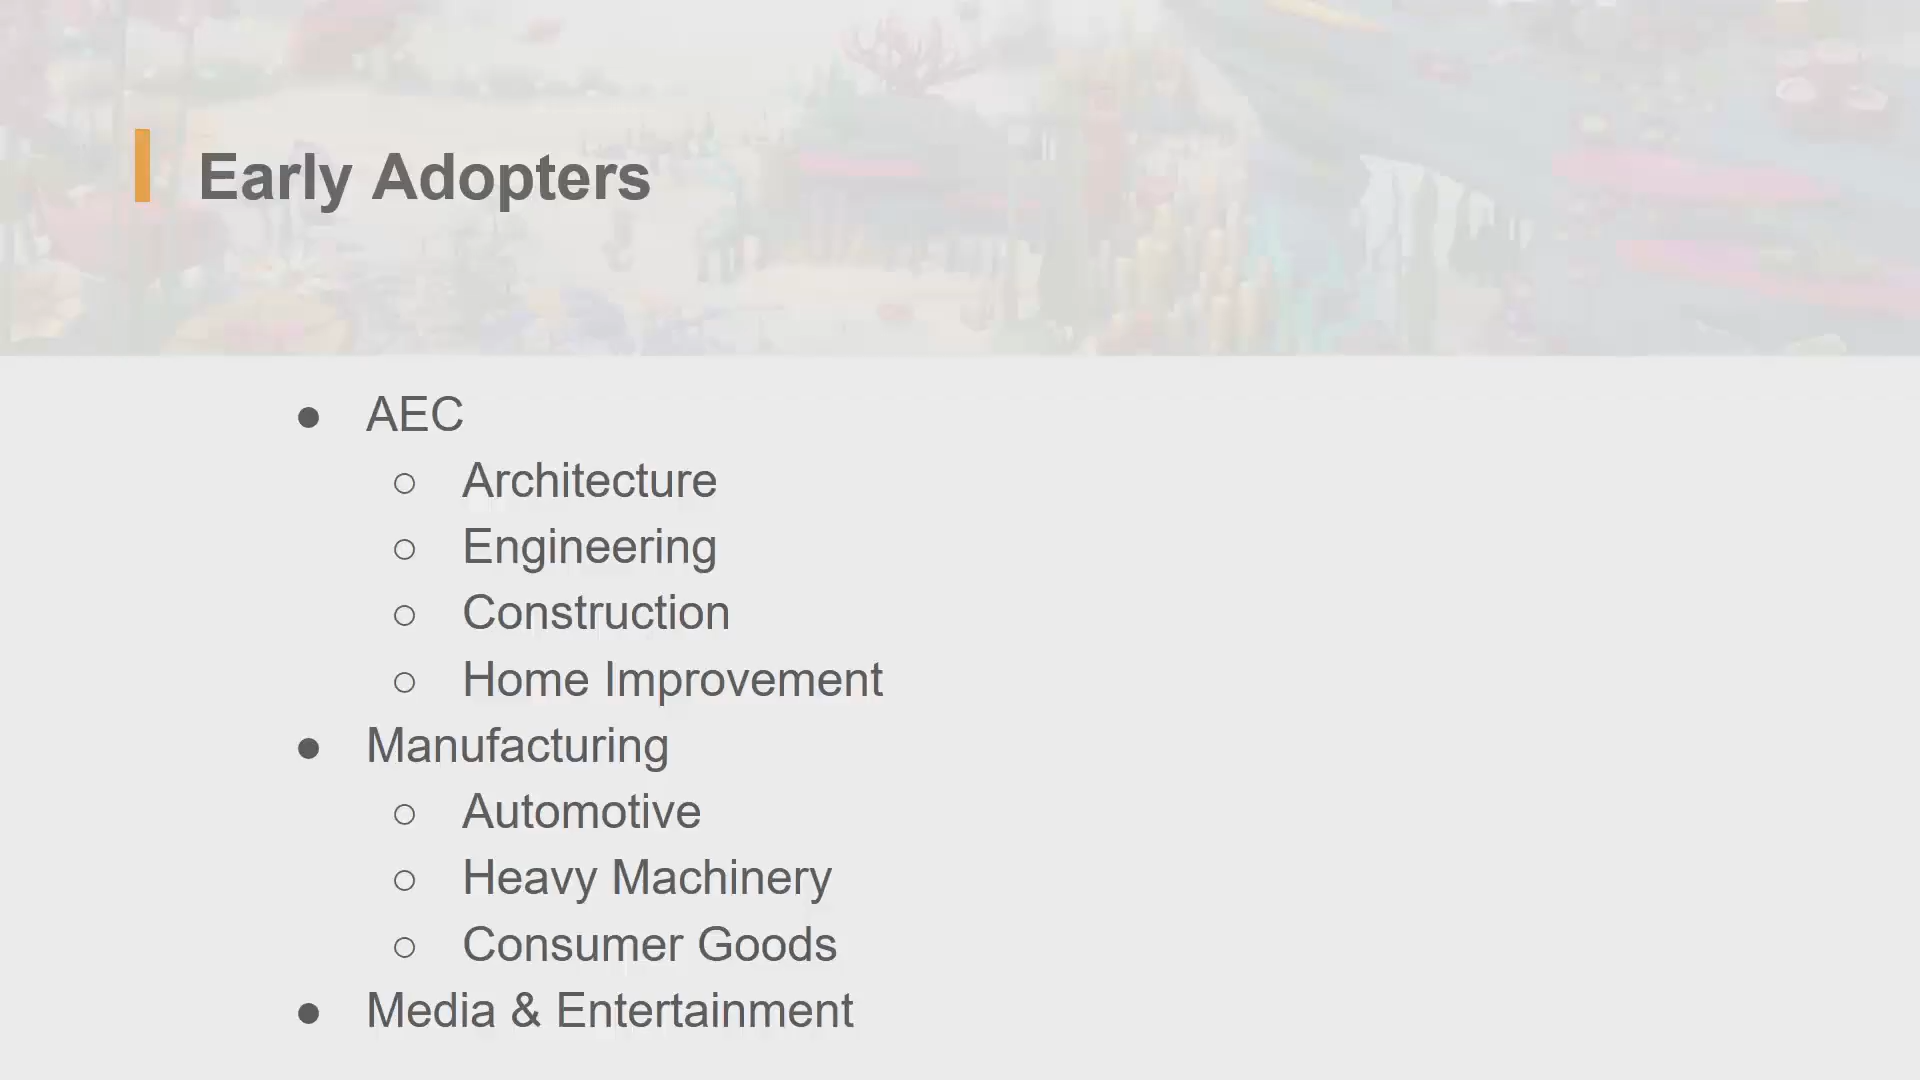 Early Adopters
● AEC
○ Architecture
○ Engineering
○ Construction
○ Home Improvement
● Manufacturing
○ Automotive
○ Heavy Machinery
○ Consumer Goods
● Media & Entertainment